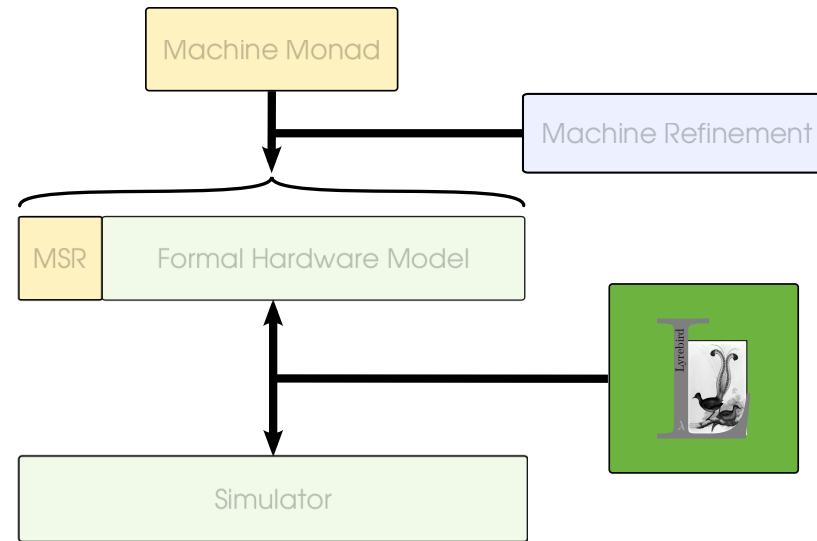 Machine Monad
Machine Refinement
MSR
Formal Hardware Model
Lyrebird
λ
Simulator